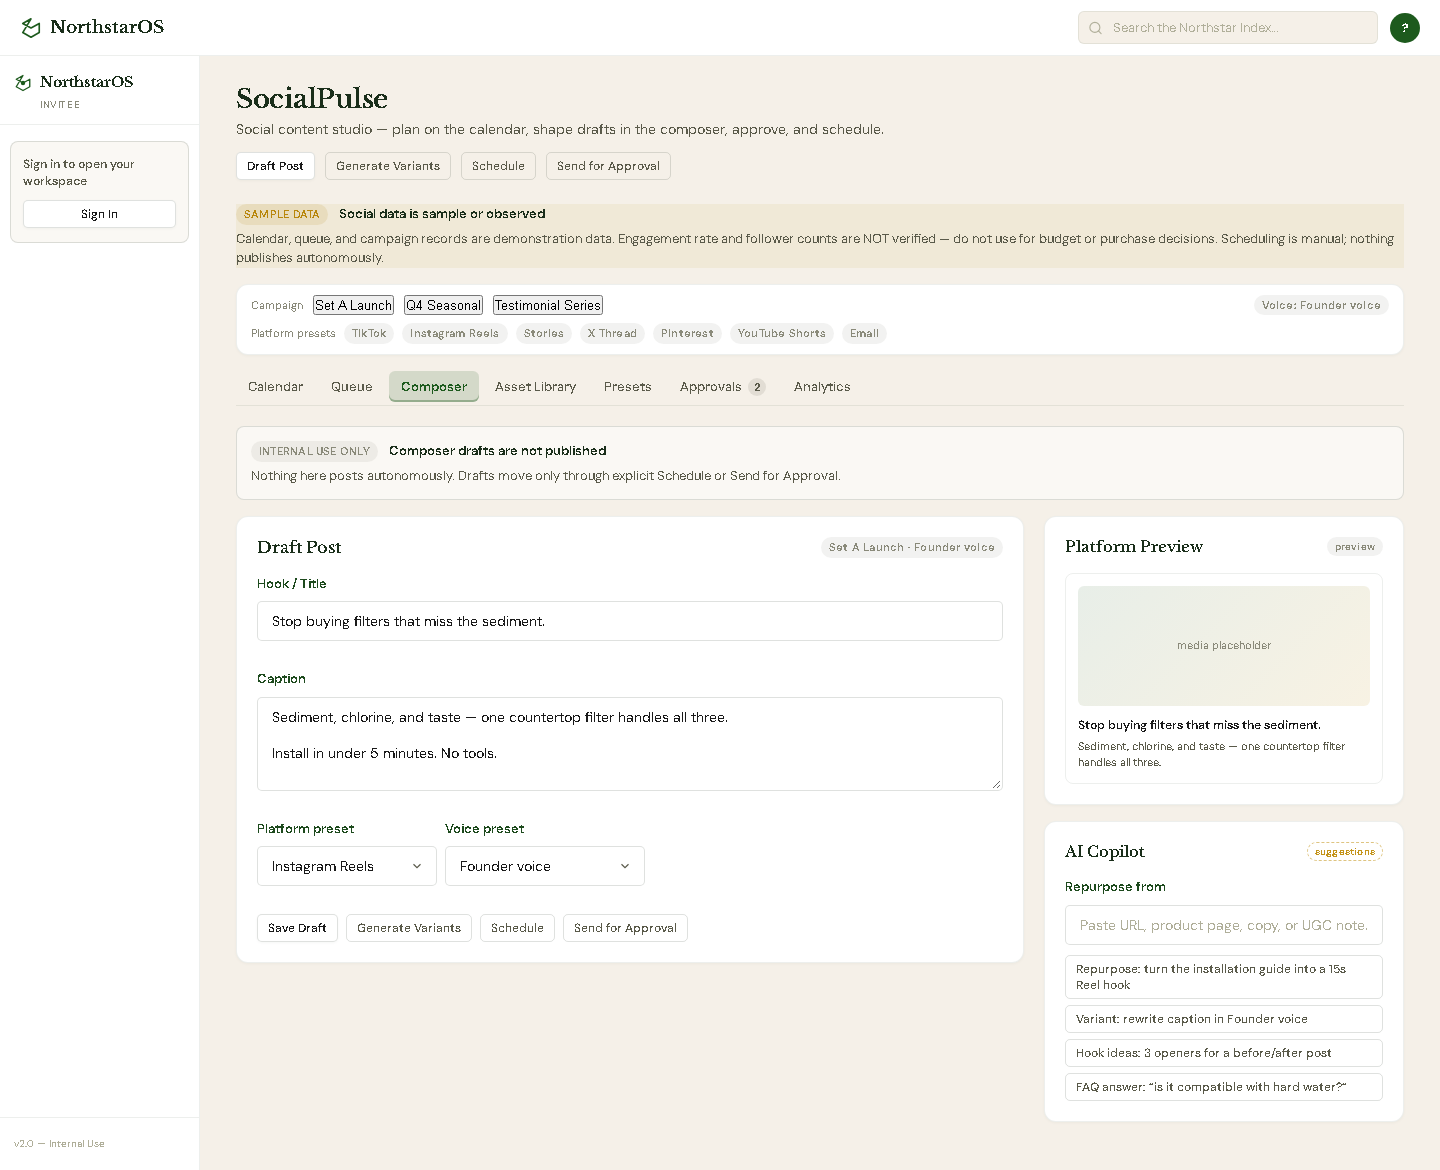 NorthstarOS
Search the Northstar Index...
?
NorthstarOS
INVITEE
Sign in to open your
workspace
Sign In
v2.0 — Internal Use
SocialPulse
Social content studio — plan on the calendar, shape drafts in the composer, approve, and schedule.
Draft Post
Generate Variants
Schedule
Send for Approval
SAMPLE DATA Social data is sample or observed
Calendar, queue, and campaign records are demonstration data. Engagement rate and follower counts are NOT verified — do not use for budget or purchase decisions. Scheduling is manual; nothing
publishes autonomously.
Campaign Set A Launch Q4 Seasonal Testimonial Series Voice: Founder voice
Platform presets TikTok Instagram Reels Stories X Thread Pinterest YouTube Shorts Email
Calendar Queue Composer Asset Library Presets Approvals 2 Analytics
INTERNAL USE ONLY Composer drafts are not published
Nothing here posts autonomously. Drafts move only through explicit Schedule or Send for Approval.
Draft Post
Set A Launch · Founder voice
Hook / Title
Stop buying filters that miss the sediment.
Caption
Sediment, chlorine, and taste — one countertop filter handles all three.
Install in under 5 minutes. No tools.
Platform preset Voice preset
Instagram Reels Founder voice
Save Draft Generate Variants Schedule Send for Approval
Platform Preview
preview
media placeholder
Stop buying filters that miss the sediment.
Sediment, chlorine, and taste — one countertop filter
handles all three.
AI Copilot
suggestions
Repurpose from
Paste URL, product page, copy, or UGC note.
Repurpose: turn the installation guide into a 15s
Reel hook
Variant: rewrite caption in Founder voice
Hook ideas: 3 openers for a before/after post
FAQ answer: "is it compatible with hard water?"